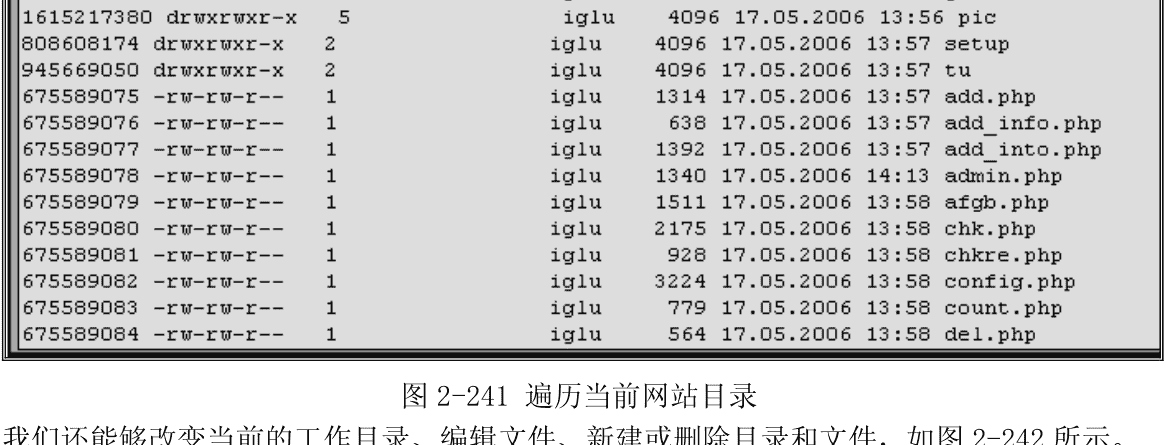 1615217380 drwxrwxr-x 5 iglu 4096 17.05.2006 13:56 pic
808608174 drwxrwxr-x 2 iglu 4096 17.05.2006 13:57 setup
945669050 drwxrwxr-x 2 iglu 4096 17.05.2006 13:57 tu
675589075 -rw-rw-r-- 1 iglu 1314 17.05.2006 13:57 add.php
675589076 -rw-rw-r-- 1 iglu 638 17.05.2006 13:57 add_info.php
675589077 -rw-rw-r-- 1 iglu 1392 17.05.2006 13:57 add_into.php
675589078 -rw-rw-r-- 1 iglu 1340 17.05.2006 14:13 admin.php
675589079 -rw-rw-r-- 1 iglu 1511 17.05.2006 13:58 afgb.php
675589080 -rw-rw-r-- 1 iglu 2175 17.05.2006 13:58 chk.php
675589081 -rw-rw-r-- 1 iglu 928 17.05.2006 13:58 chkre.php
675589082 -rw-rw-r-- 1 iglu 3224 17.05.2006 13:58 config.php
675589083 -rw-rw-r-- 1 iglu 779 17.05.2006 13:58 count.php
675589084 -rw-rw-r-- 1 iglu 564 17.05.2006 13:58 del.php
图 2-241 遍历当前网站目录
我们还能够改变当前的工作目录、编辑文件、新建或删除目录和文件，如图 2-242 所示。